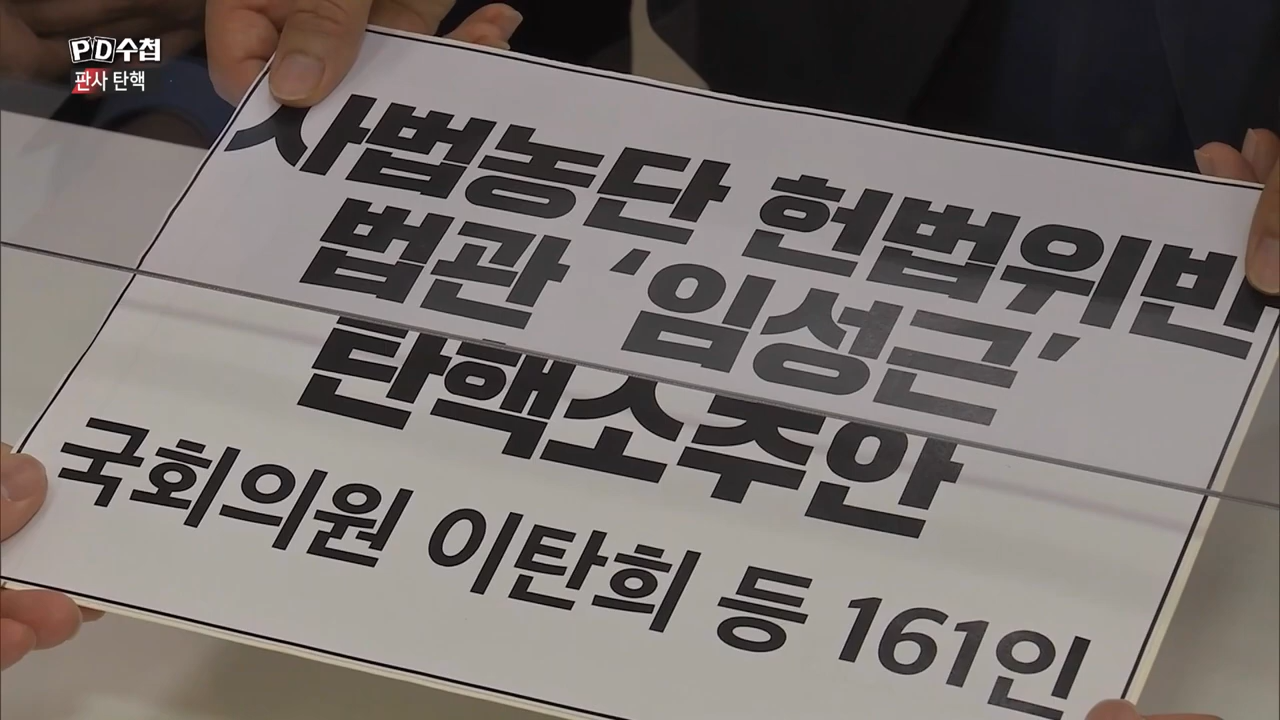 PD수첩
판사 탄핵
사법농단 헌법위반
법관 ‘임성근’
탄핵소추안
국회의원 이탄희 등 161인